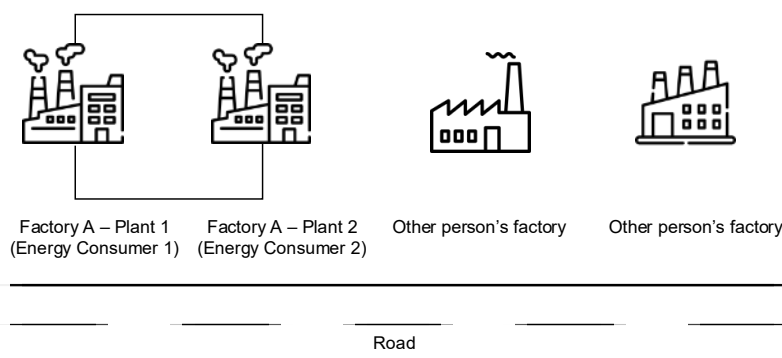 Factory A – Plant 1
(Energy Consumer 1)
Factory A – Plant 2
(Energy Consumer 2)
Other person's factory
Other person's factory
Road